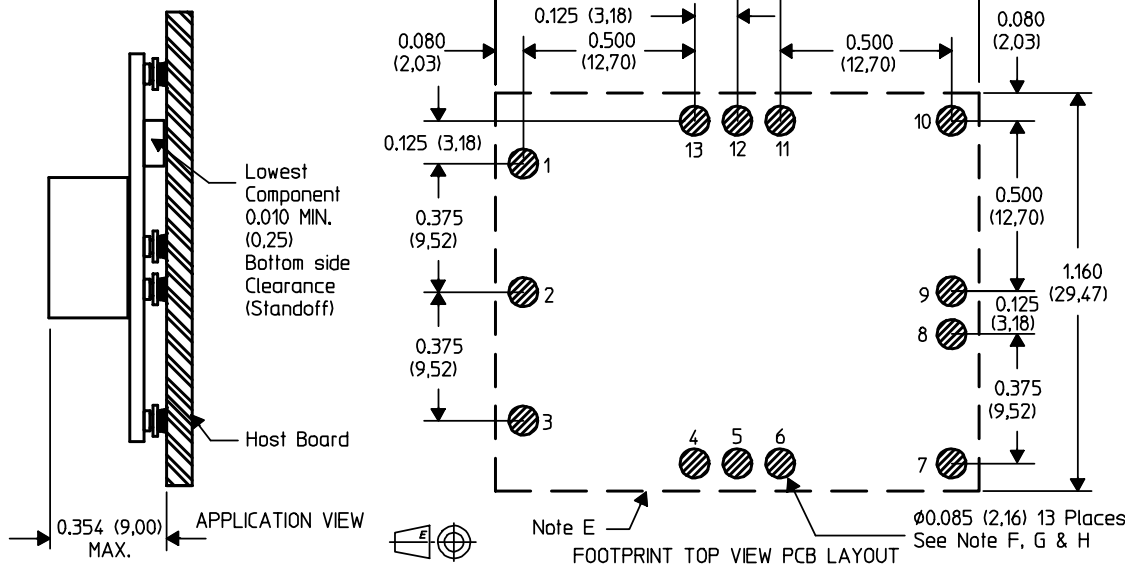 0.354 (9,00)
MAX.
APPLICATION VIEW
Lowest
Component
0.010 MIN.
(0,25)
Bottom side
Clearance
(Standoff)
Host Board
E
0.125 (3,18)
0.080
(2,03)
0.500
(12,70)
0.500
(12,70)
0.080
(2,03)
0.125 (3,18)
13
12
11
10
1
0.375
(9,52)
0.500
(12,70)
2
9
0.125
(3,18)
8
1.160
(29,47)
0.375
(9,52)
0.375
(9,52)
3
4
5
6
7
Note E
FOOTPRINT TOP VIEW PCB LAYOUT
Ø0.085 (2,16) 13 Places
See Note F, G & H